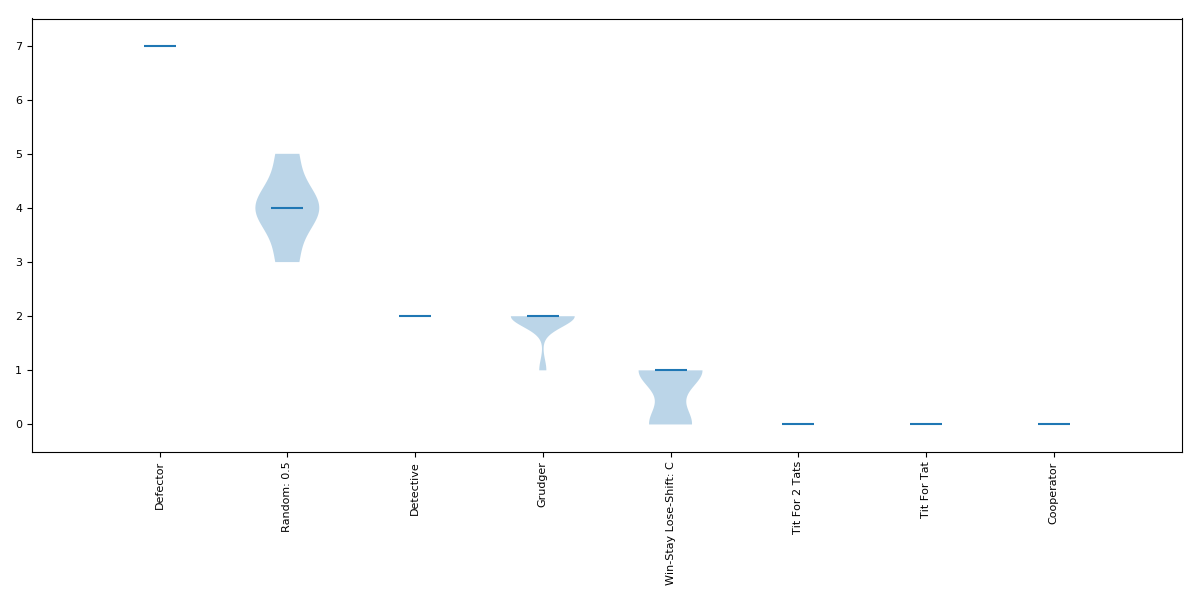 7
6
5
4
3
2
1
0
Defector
Random: 0.5
Detective
Grudger
Win-Stay Lose-Shift: C
Tit For 2 Tats
Tit For Tat
Cooperator